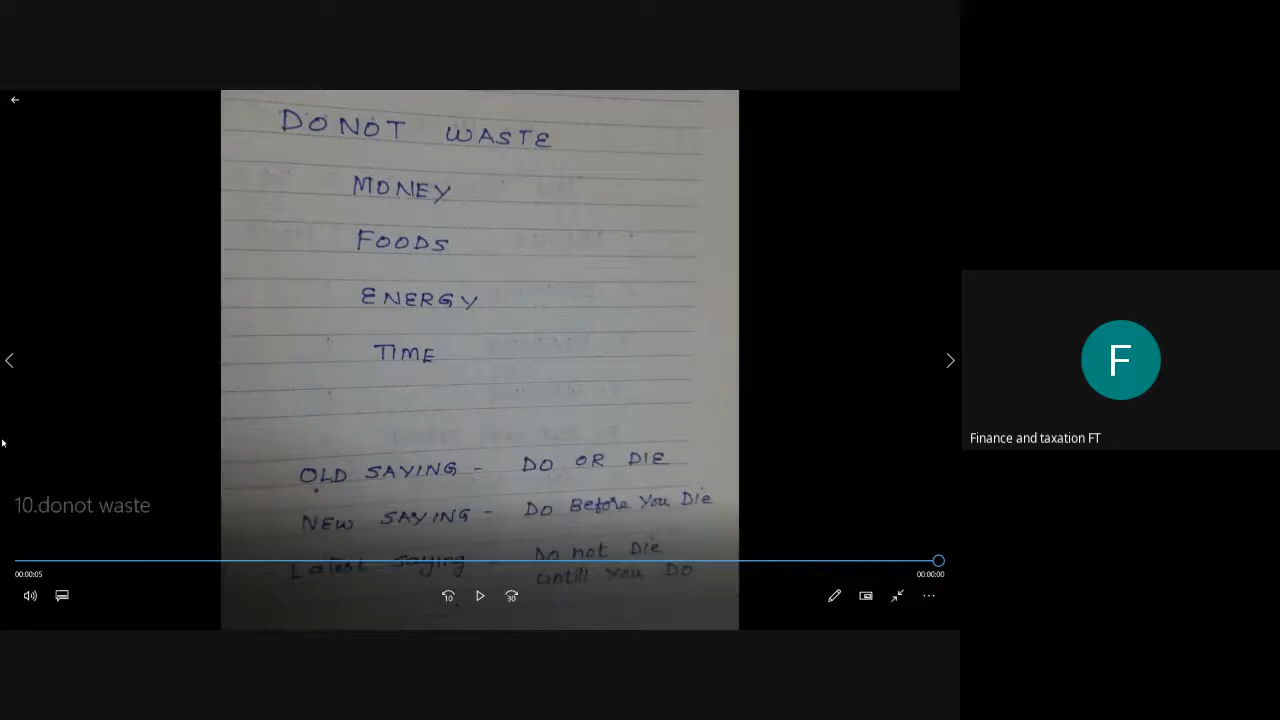 DONOT WASTE
MONEY
FOODS
ENERGY
TIME
OLD SAYING - DO OR DIE
NEW SAYING - DO Before You Die
Latest Saying - Do not Die
Untill You Do
10.donot waste
00:00:05
00:00:00
10
30
F
Finance and taxation FT